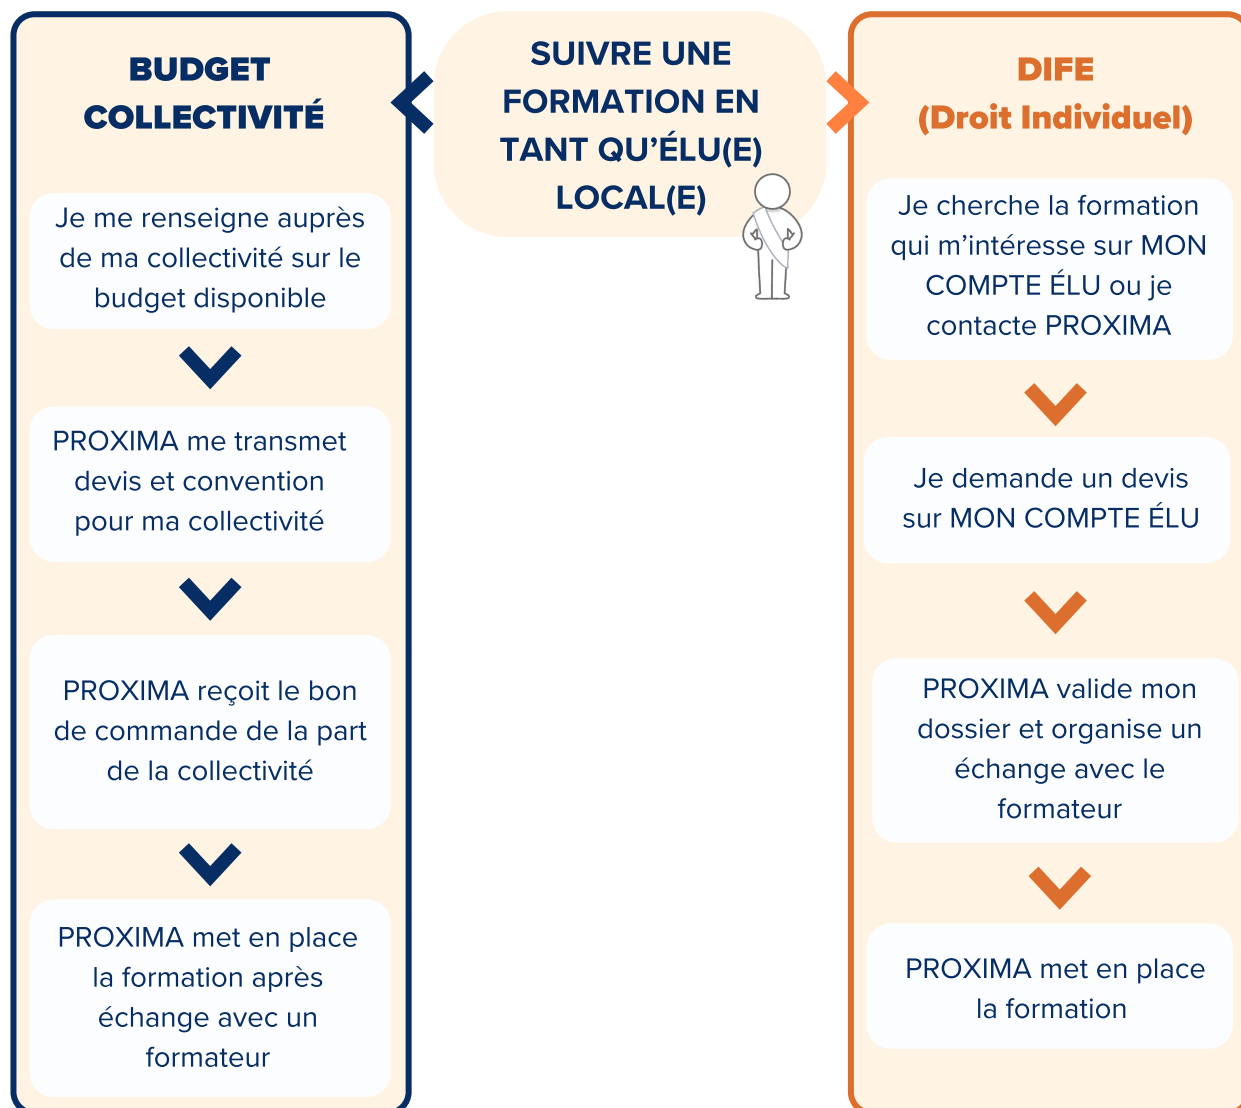 SUIVRE UNE
FORMATION EN
TANT QU’ÉLU(E)
LOCAL(E)
BUDGET
COLLECTIVITÉ
Je me renseigne auprès
de ma collectivité sur le
budget disponible
PROXIMA me transmet
devis et convention
pour ma collectivité
PROXIMA reçoit le bon
de commande de la part
de la collectivité
PROXIMA met en place
la formation après
échange avec un
formateur
DIFE
(Droit Individuel)
Je cherche la formation
qui m’intéresse sur MON
COMPTE ÉLU ou je
contacte PROXIMA
Je demande un devis
sur MON COMPTE ÉLU
PROXIMA valide mon
dossier et organise un
échange avec le
formateur
PROXIMA met en place
la formation